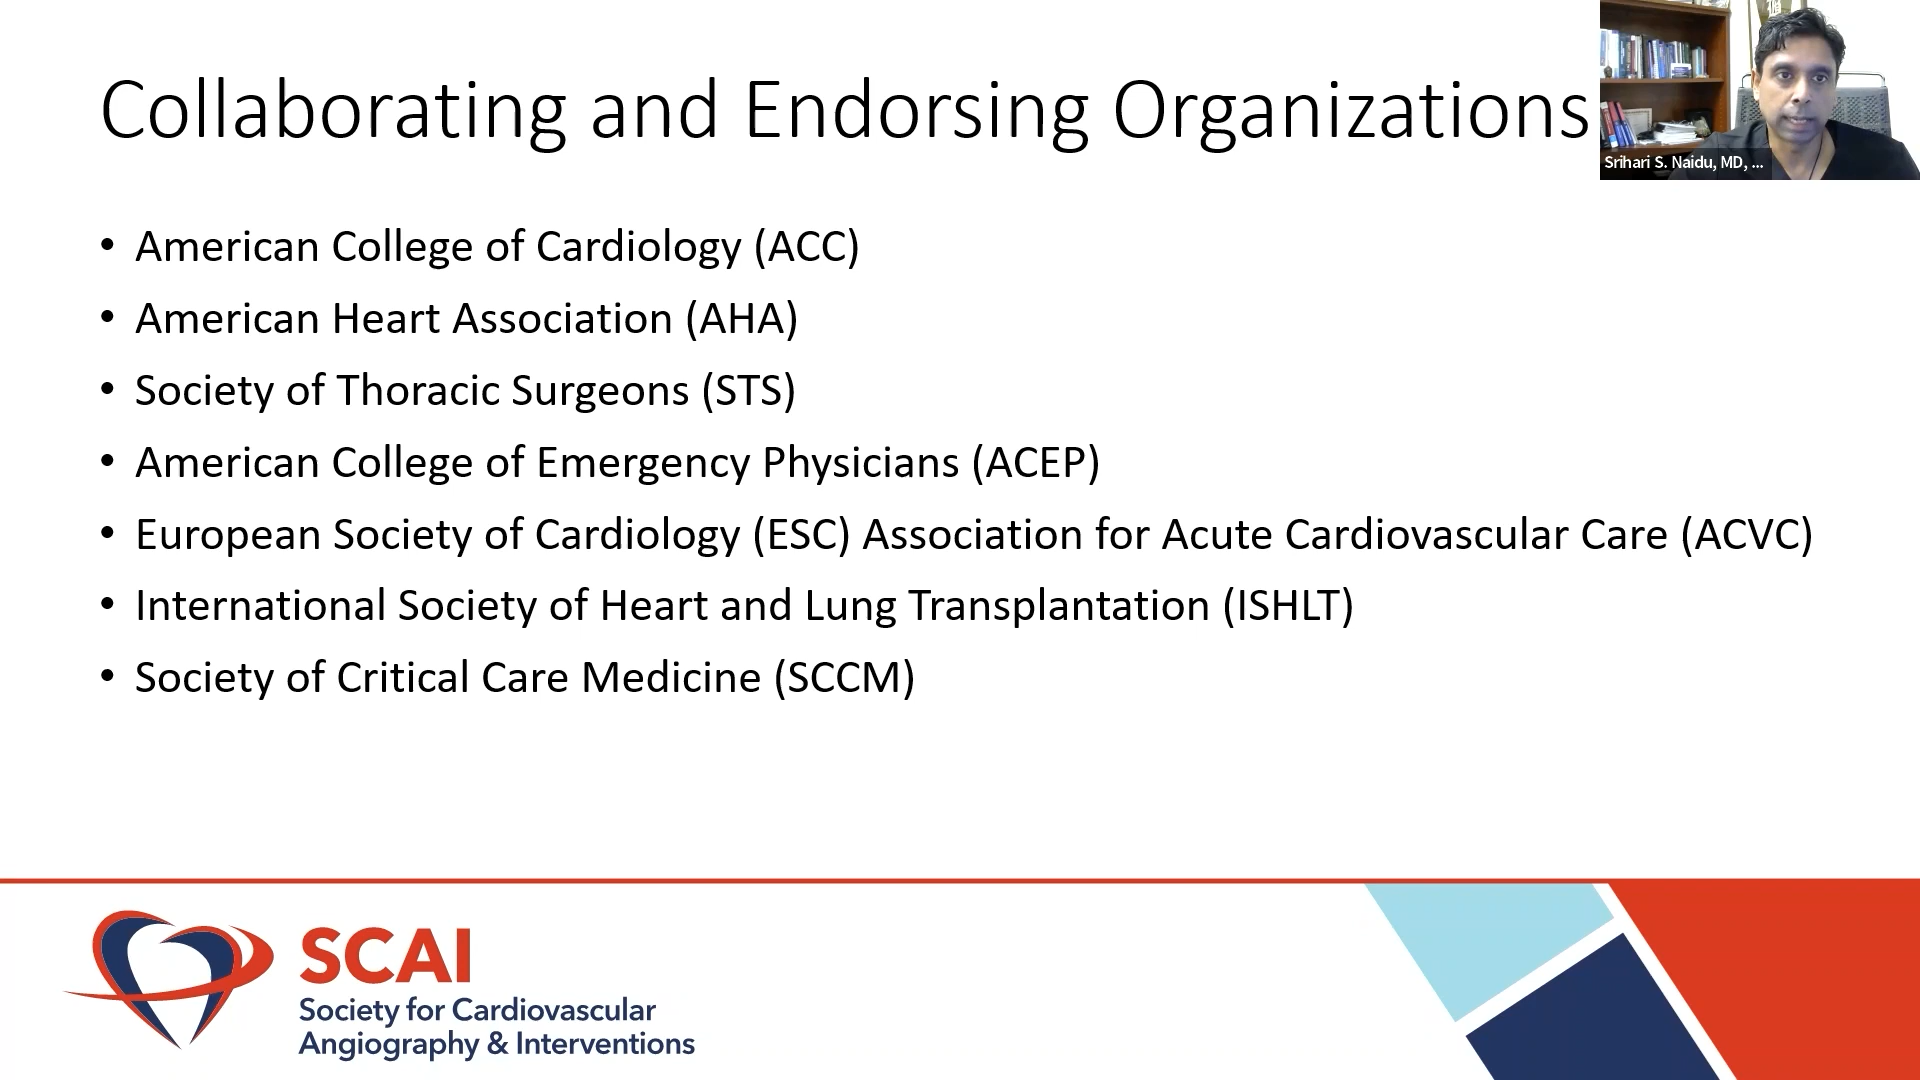 Collaborating and Endorsing Organizations
Srihari S. Naidu, MD, ...
• American College of Cardiology (ACC)
• American Heart Association (AHA)
• Society of Thoracic Surgeons (STS)
• American College of Emergency Physicians (ACEP)
• European Society of Cardiology (ESC) Association for Acute Cardiovascular Care (ACVC)
• International Society of Heart and Lung Transplantation (ISHLT)
• Society of Critical Care Medicine (SCCM)
SCAI
Society for Cardiovascular
Angiography & Interventions